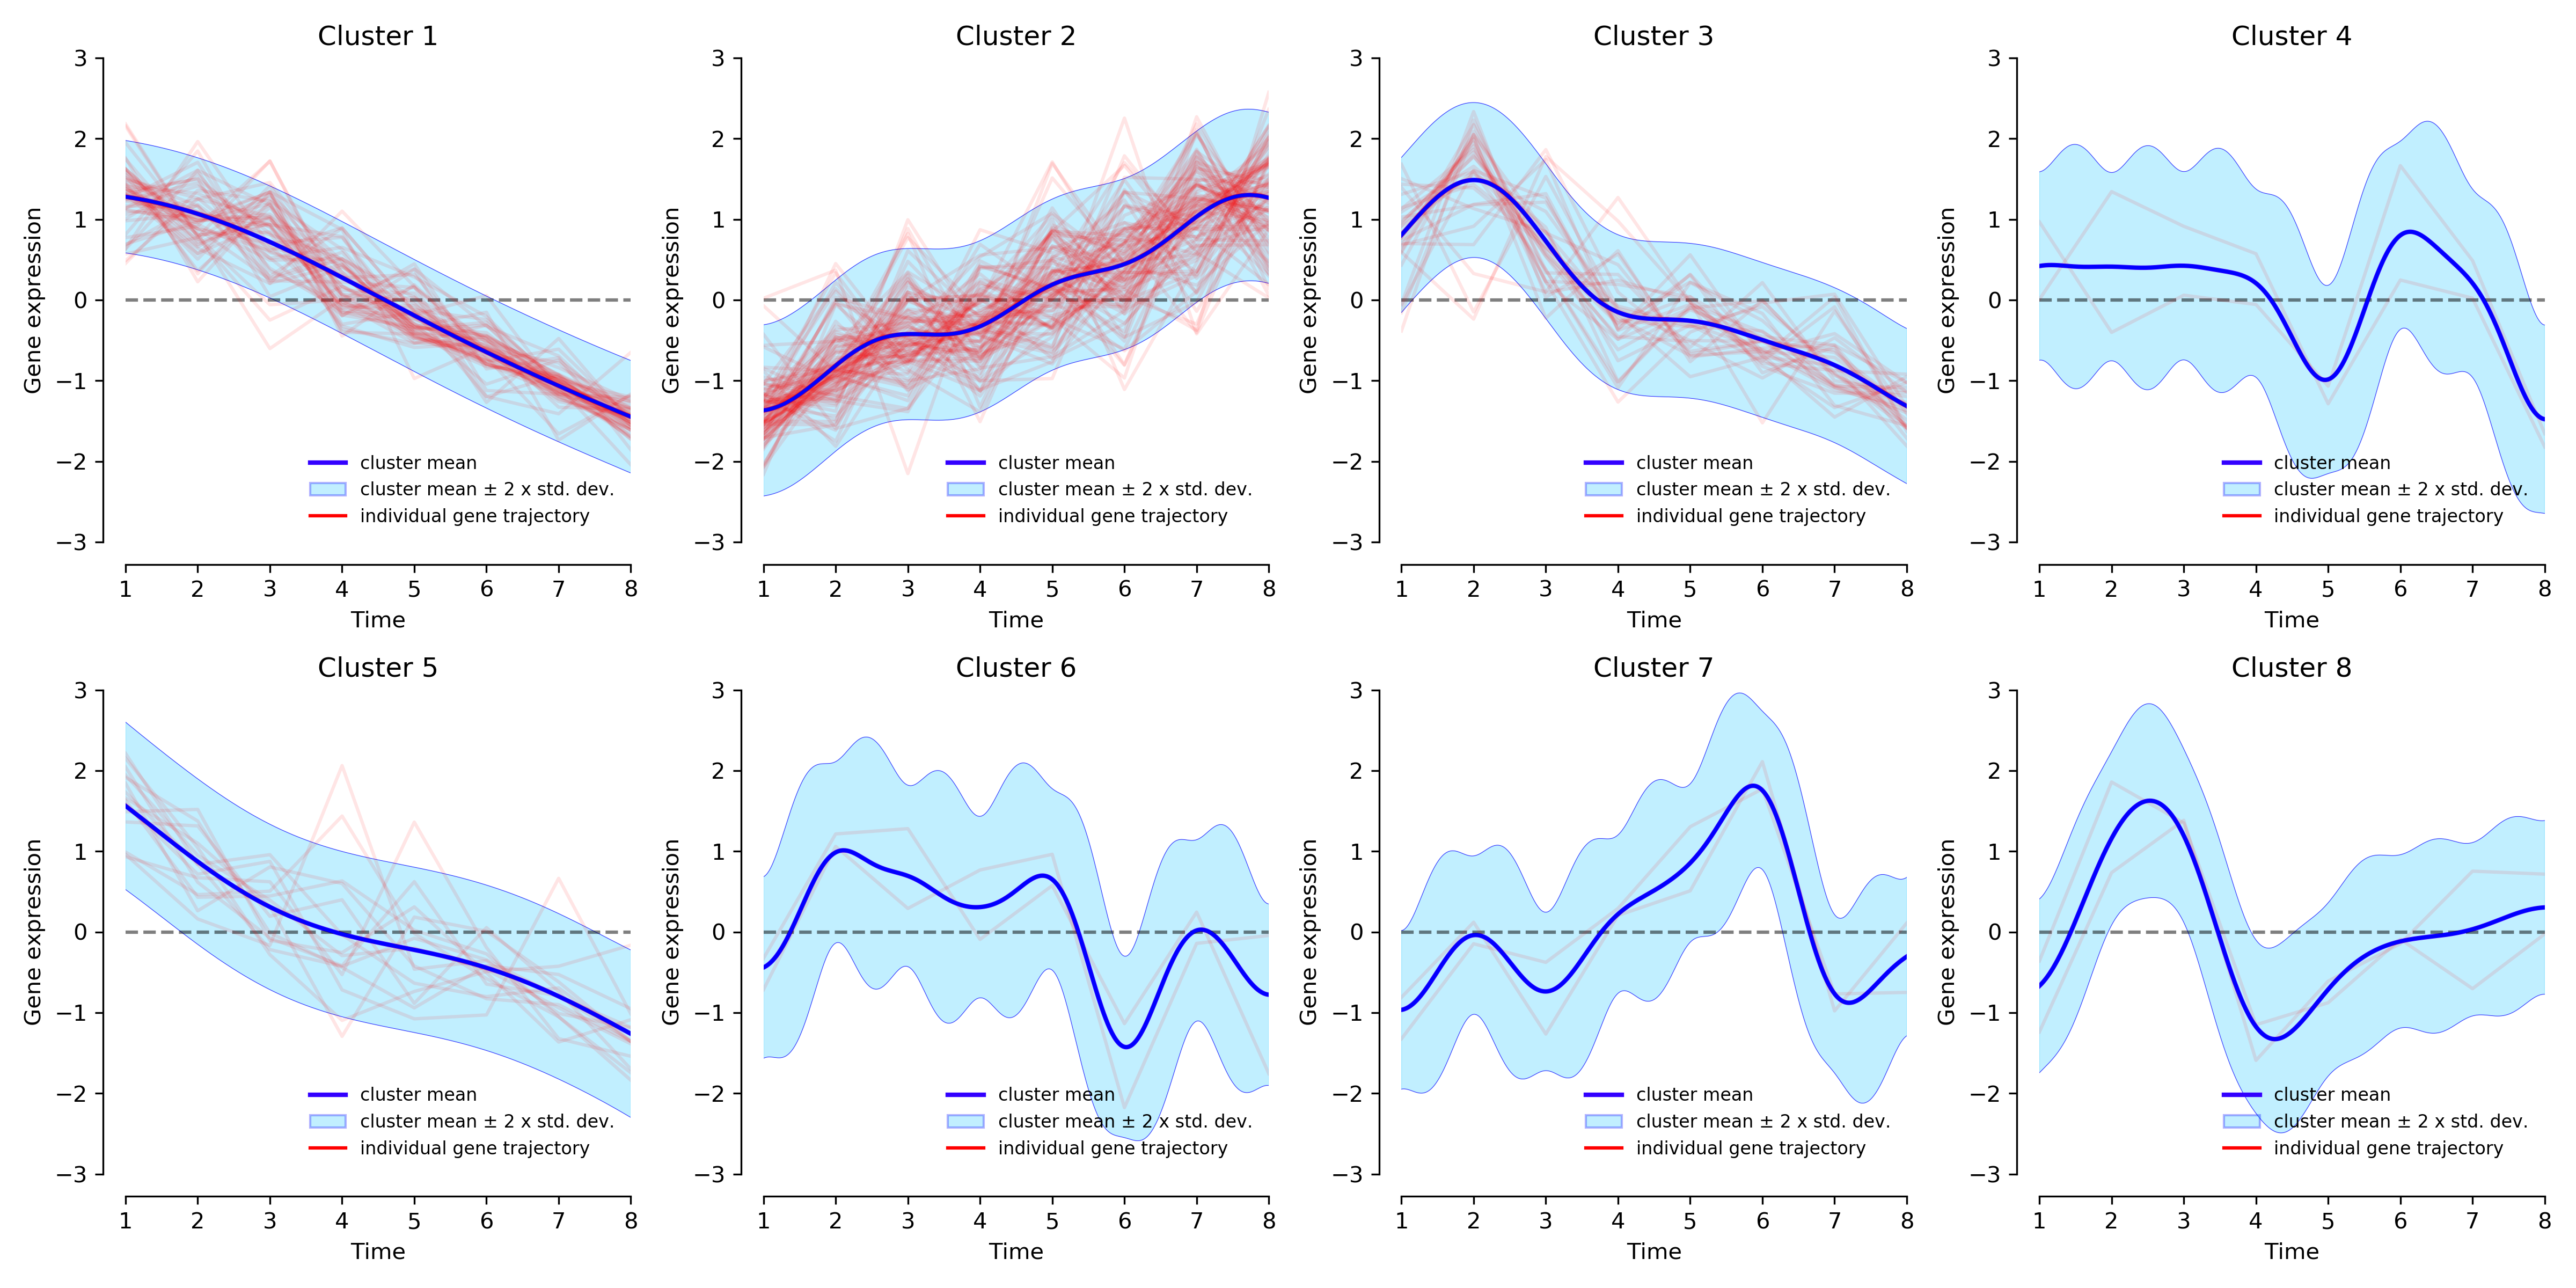 Cluster 1
3
2
1
0
−1
−2
−3
Gene expression
cluster mean
cluster mean ± 2 x std. dev.
individual gene trajectory
1 2 3 4 5 6 7 8
Time
Cluster 2
3
2
1
0
−1
−2
−3
Gene expression
cluster mean
cluster mean ± 2 x std. dev.
individual gene trajectory
1 2 3 4 5 6 7 8
Time
Cluster 3
3
2
1
0
−1
−2
−3
Gene expression
cluster mean
cluster mean ± 2 x std. dev.
individual gene trajectory
1 2 3 4 5 6 7 8
Time
Cluster 4
3
2
1
0
−1
−2
−3
Gene expression
cluster mean
cluster mean ± 2 x std. dev.
individual gene trajectory
1 2 3 4 5 6 7 8
Time
Cluster 5
3
2
1
0
−1
−2
−3
Gene expression
cluster mean
cluster mean ± 2 x std. dev.
individual gene trajectory
1 2 3 4 5 6 7 8
Time
Cluster 6
3
2
1
0
−1
−2
−3
Gene expression
cluster mean
cluster mean ± 2 x std. dev.
individual gene trajectory
1 2 3 4 5 6 7 8
Time
Cluster 7
3
2
1
0
−1
−2
−3
Gene expression
cluster mean
cluster mean ± 2 x std. dev.
individual gene trajectory
1 2 3 4 5 6 7 8
Time
Cluster 8
3
2
1
0
−1
−2
−3
Gene expression
cluster mean
cluster mean ± 2 x std. dev.
individual gene trajectory
1 2 3 4 5 6 7 8
Time